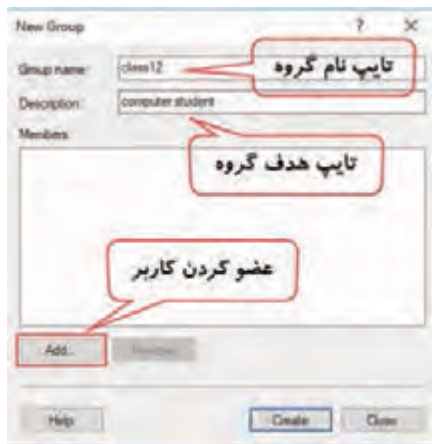 New Group ? ×
Group name: class12 تایپ نام گروه
Description: computer student
Members:
تایپ هدف گروه
عضو کردن کاربر
Add... Remove
Help Create Close